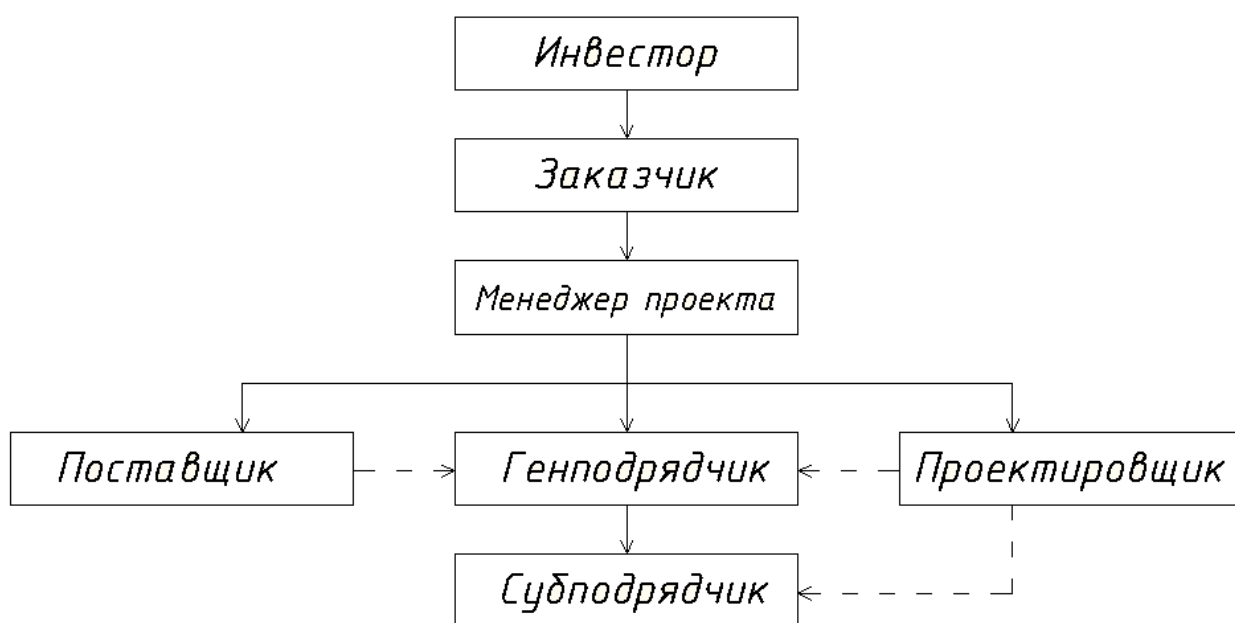 Инвестор
Заказчик
Менеджер проекта
Поставщик
Генподрядчик
Проектировщик
Субподрядчик